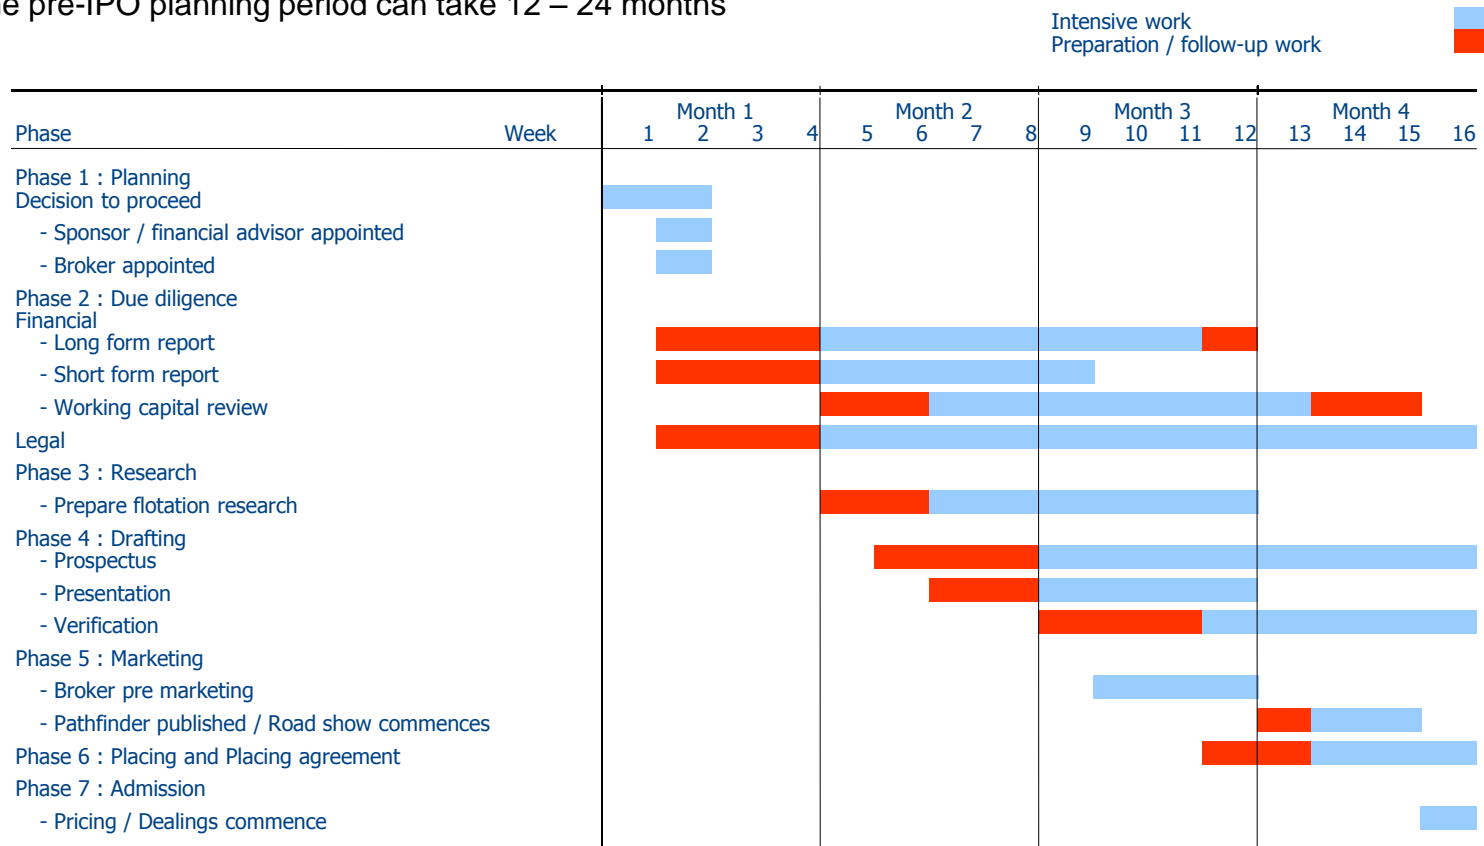 pre-IPO planning period can take 12 – 24 months
Intensive work
Preparation / follow-up work
Month 1 Month 2 Month 3 Month 4
Phase Week 1 2 3 4 5 6 7 8 9 10 11 12 13 14 15 16
Phase 1 : Planning
Decision to proceed
- Sponsor / financial advisor appointed
- Broker appointed
Phase 2 : Due diligence
Financial
- Long form report
- Short form report
- Working capital review
Legal
Phase 3 : Research
- Prepare flotation research
Phase 4 : Drafting
- Prospectus
- Presentation
- Verification
Phase 5 : Marketing
- Broker pre marketing
- Pathfinder published / Road show commences
Phase 6 : Placing and Placing agreement
Phase 7 : Admission
- Pricing / Dealings commence